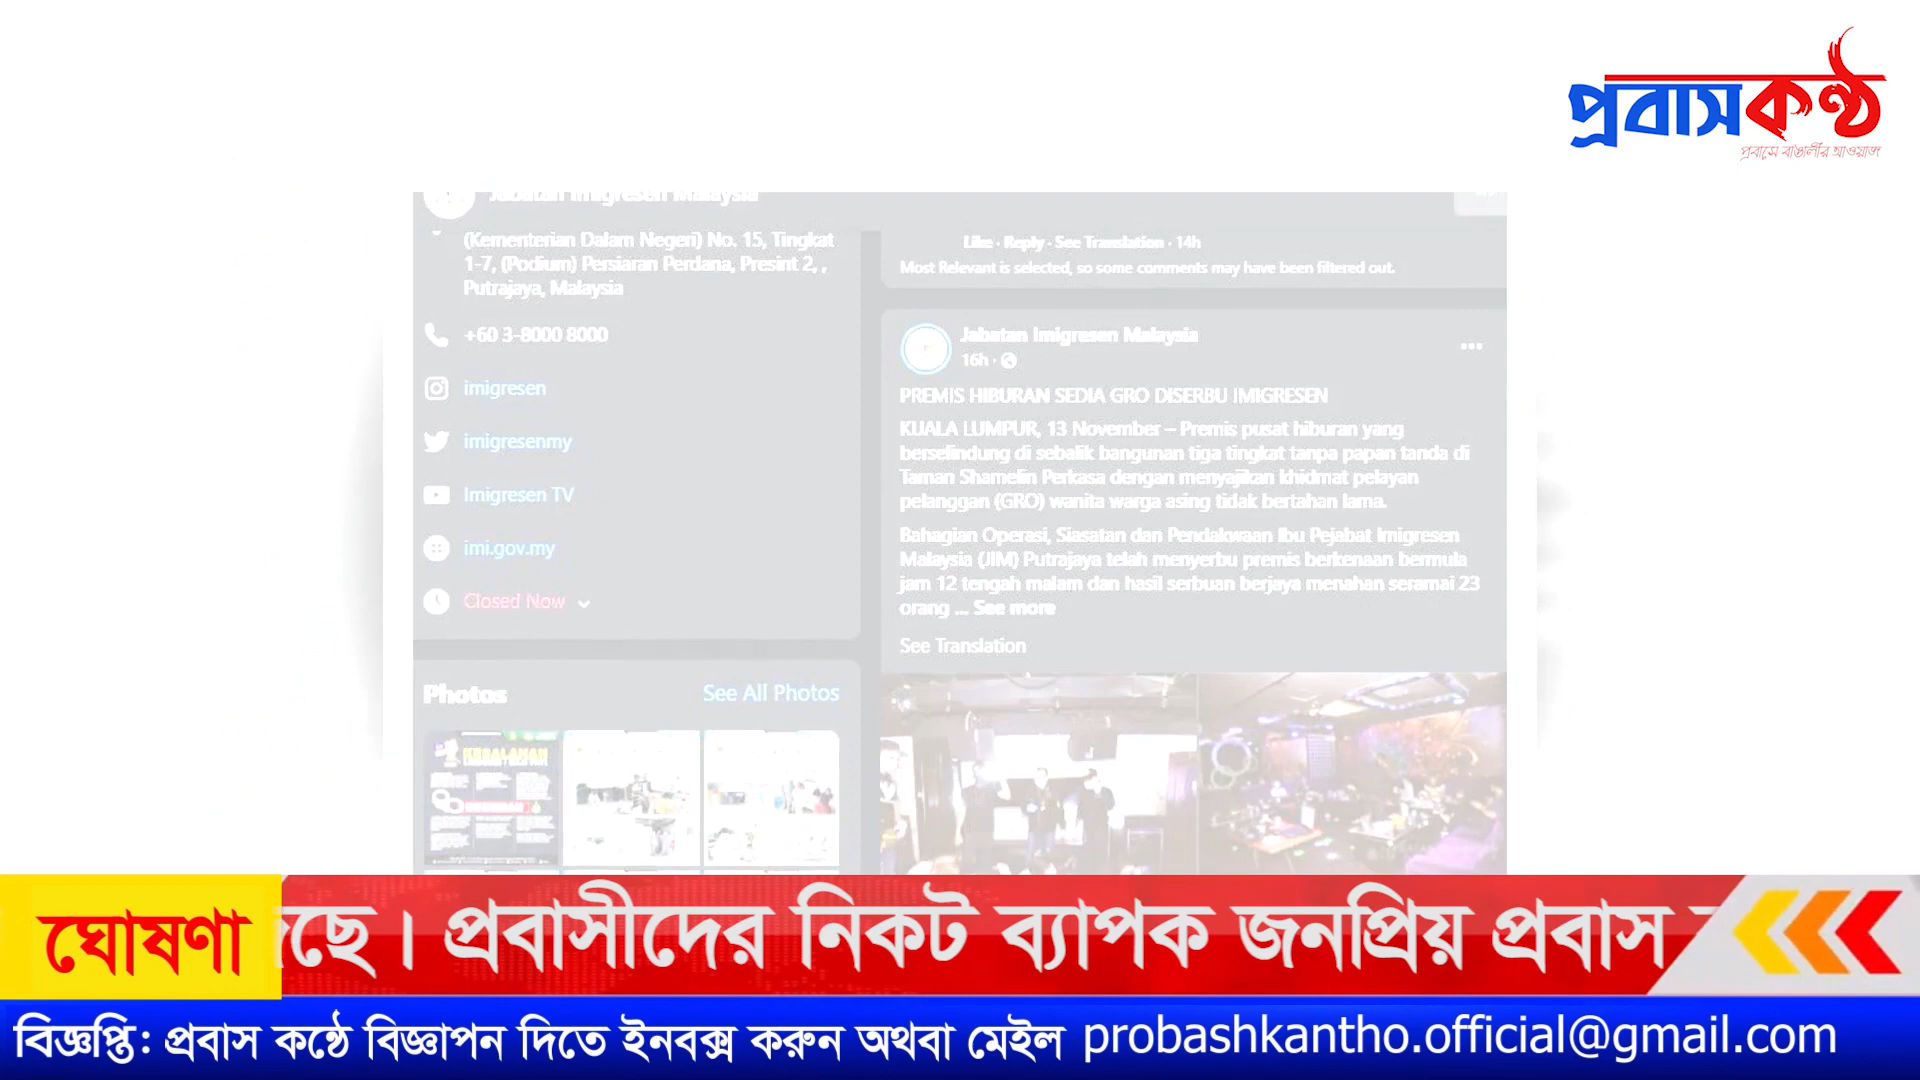 প্রবাসকণ্ঠ
প্রবাসে বাঙালীর আওয়াজ
Jabatan Imigresen Malaysia
(Kementerian Dalam Negeri) No. 15, Tingkat
1-7, (Podium) Persiaran Perdana, Presint 2, ,
Putrajaya, Malaysia
+60 3-8000 8000
imigresen
imigresenmy
Imigresen TV
imi.gov.my
Closed Now
Photos
See All Photos
Like · Reply · See Translation · 14h
Most Relevant is selected, so some comments may have been filtered out.
Jabatan Imigresen Malaysia
16h ·
PREMIS HIBURAN SEDIA GRO DISERBU IMIGRESEN
KUALA LUMPUR, 13 November – Premis pusat hiburan yang
berselindung di sebalik bangunan tiga tingkat tanpa papan tanda di
Taman Shamelin Perkasa dengan menyajikan khidmat pelayan
pelanggan (GRO) wanita warga asing tidak bertahan lama.
Bahagian Operasi, Siasatan dan Pendakwaan Ibu Pejabat Imigresen
Malaysia (JIM) Putrajaya telah menyerbu premis berkenaan bermula
jam 12 tengah malam dan hasil serbuan berjaya menahan seramai 23
orang ... See more
See Translation
ঘোষণা
ছে। প্রবাসীদের নিকট ব্যাপক জনপ্রিয় প্রবাস
বিজ্ঞপ্তি: প্রবাস কন্ঠে বিজ্ঞাপন দিতে ইনবক্স করুন অথবা মেইল probashkantho.official@gmail.com